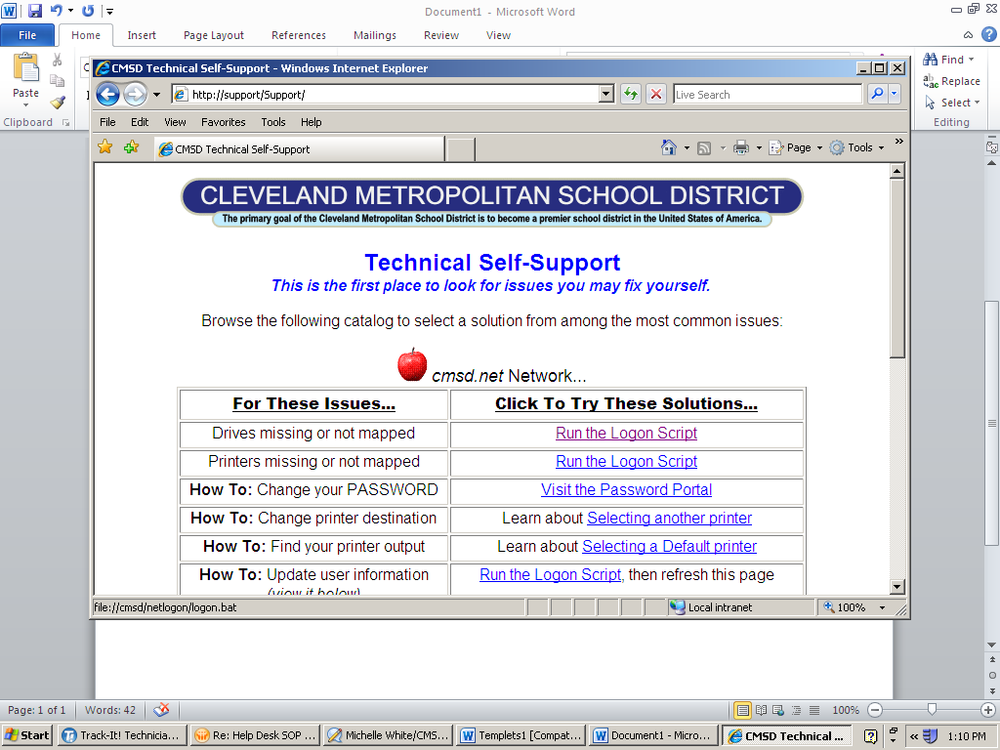 Document1 - Microsoft Word
File Home Insert Page Layout References Mailings Review View
Paste
Clipboard
Find
Replace
Select
Editing
CMSD Technical Self-Support - Windows Internet Explorer
http://support/Support/
Live Search
File Edit View Favorites Tools Help
CMSD Technical Self-Support
Page Tools
CLEVELAND METROPOLITAN SCHOOL DISTRICT
The primary goal of the Cleveland Metropolitan School District is to become a premier school district in the United States of America.
Technical Self-Support
This is the first place to look for issues you may fix yourself.
Browse the following catalog to select a solution from among the most common issues:
cmsd.net Network...
For These Issues... Click To Try These Solutions...
Drives missing or not mapped Run the Logon Script
Printers missing or not mapped Run the Logon Script
How To: Change your PASSWORD Visit the Password Portal
How To: Change printer destination Learn about Selecting another printer
How To: Find your printer output Learn about Selecting a Default printer
How To: Update user information Run the Logon Script, then refresh this page
(view it below)
file://cmsd/netlogon/logon.bat Local intranet 100%
Page: 1 of 1 Words: 42 100%
Start Track-It! Technicia... Re: Help Desk SOP ... Michelle White/CMS... Templets1 [Compat... Document1 - Micro... CMSD Technical ... 1:10 PM